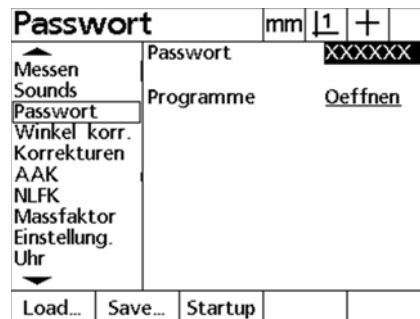 Passwort mm 1
Messen
Sounds
Passwort
Winkel korr.
Korrekturen
AAK
NLFK
Massfaktor
Einstellung.
Uhr
Passwort XXXXXX
Programme Oeffnen
Load... Save... Startup